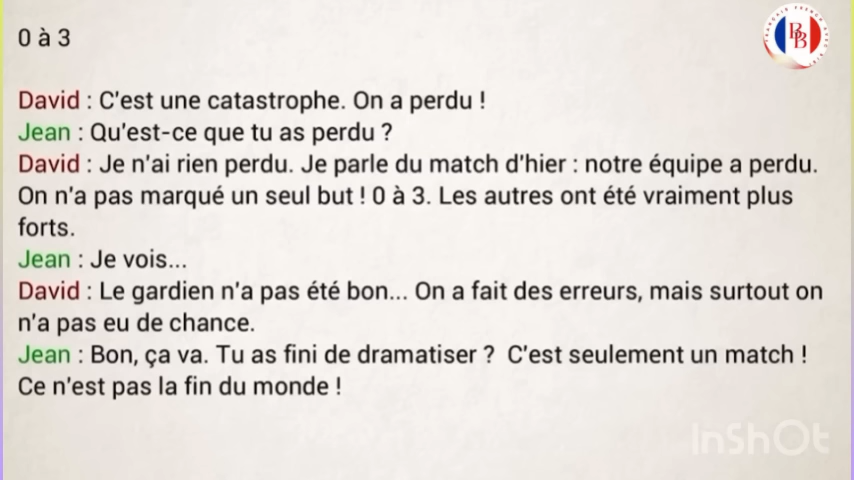 0 à 3
David : C'est une catastrophe. On a perdu !
Jean : Qu'est-ce que tu as perdu ?
David : Je n'ai rien perdu. Je parle du match d'hier : notre équipe a perdu.
On n'a pas marqué un seul but ! 0 à 3. Les autres ont été vraiment plus
forts.
Jean : Je vois...
David : Le gardien n'a pas été bon... On a fait des erreurs, mais surtout on
n'a pas eu de chance.
Jean : Bon, ça va. Tu as fini de dramatiser ?  C'est seulement un match !
Ce n'est pas la fin du monde !
InShOt